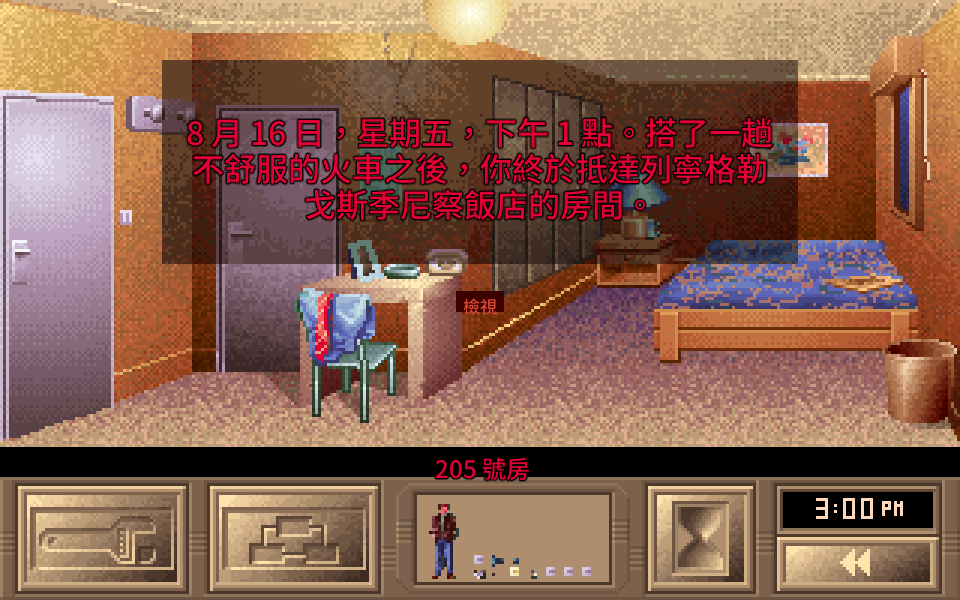 8 月 16 日，星期五，下午 1 點。搭了一趟
不舒服的火車之後，你終於抵達列寧格勒
戈斯季尼察飯店的房間。
檢視
205 號房
3:00 PM